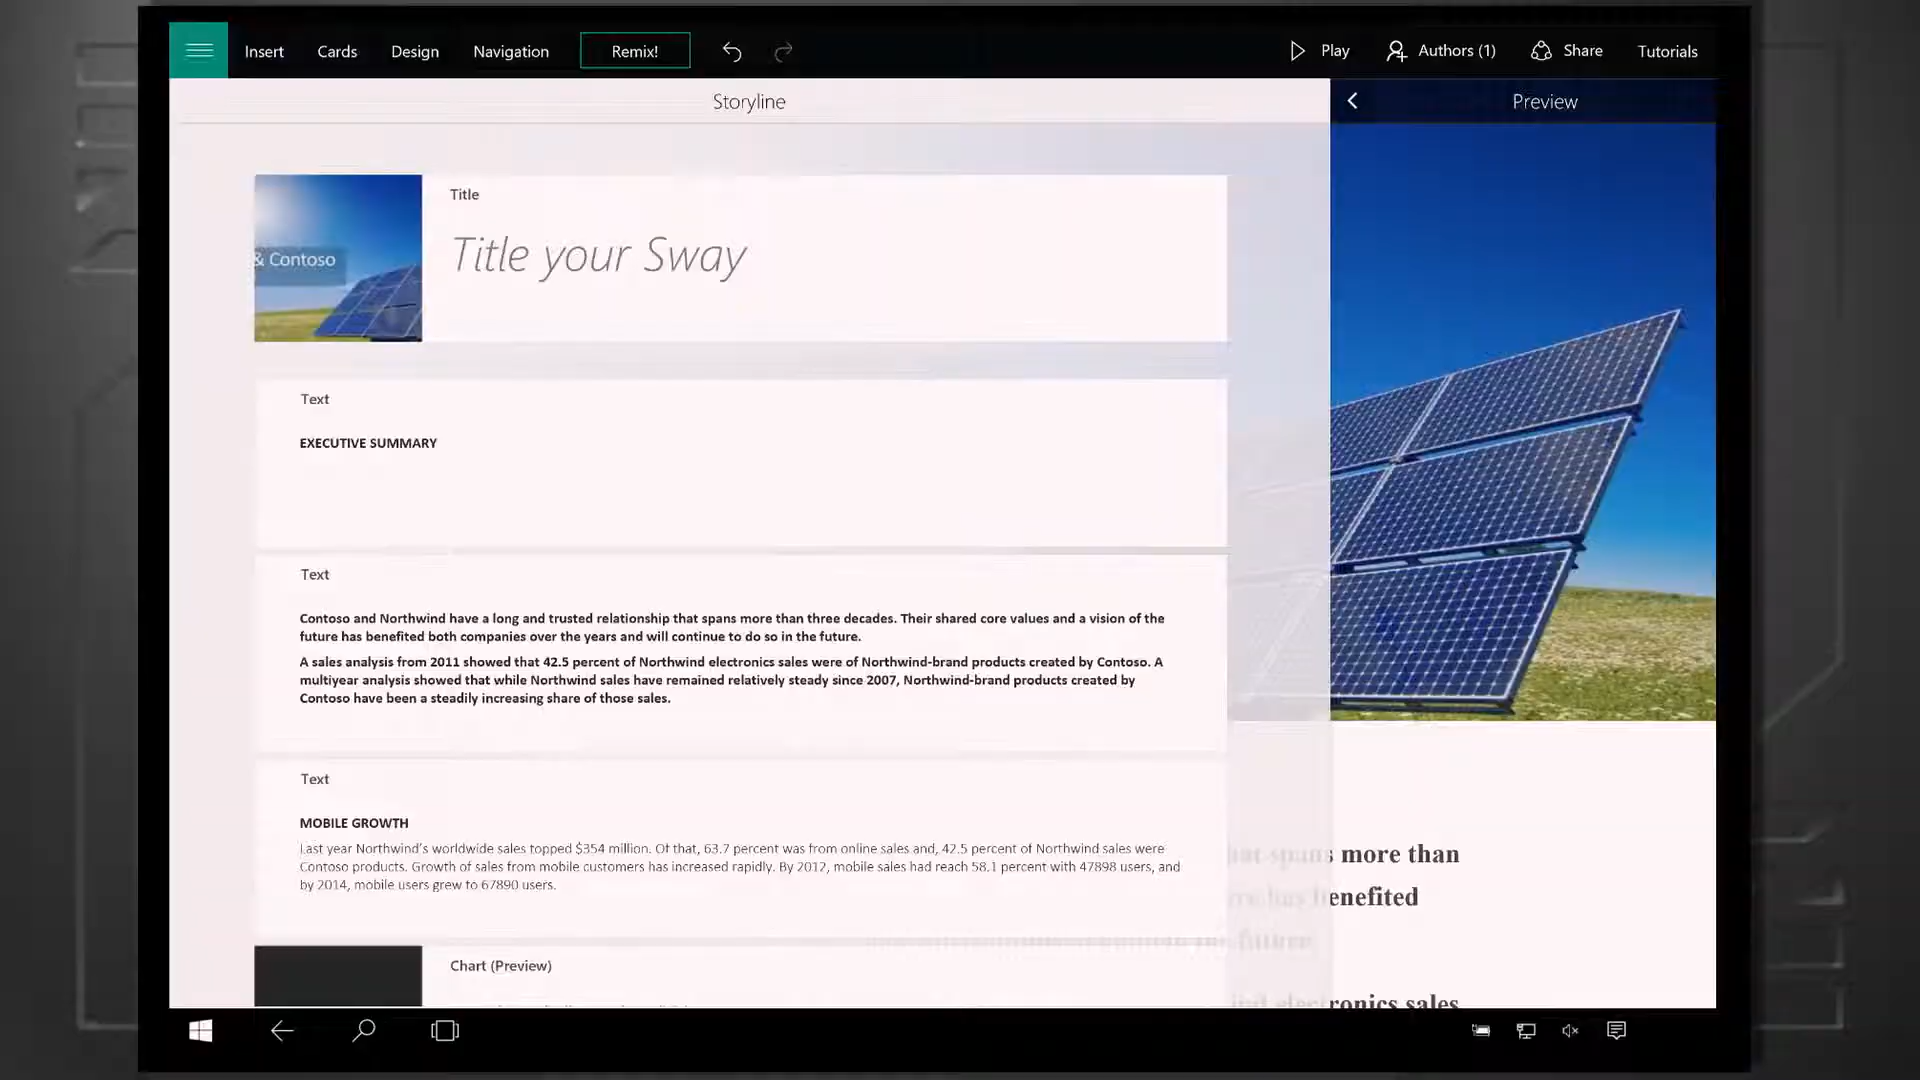 Insert Cards Design Navigation Remix! Play Authors (1) Share Tutorials
Storyline
Preview
Title
Title your Sway
& Contoso
Text
EXECUTIVE SUMMARY
Text
Contoso and Northwind have a long and trusted relationship that spans more than three decades. Their shared core values and a vision of the
future has benefited both companies over the years and will continue to do so in the future.
A sales analysis from 2011 showed that 42.5 percent of Northwind electronics sales were of Northwind-brand products created by Contoso. A
multiyear analysis showed that while Northwind sales have remained relatively steady since 2007, Northwind-brand products created by
Contoso have been a steadily increasing share of those sales.
Text
MOBILE GROWTH
Last year Northwind's worldwide sales topped $354 million. Of that, 63.7 percent was from online sales and, 42.5 percent of Northwind sales were
Contoso products. Growth of sales from mobile customers has increased rapidly. By 2012, mobile sales had reach 58.1 percent with 47898 users, and
by 2014, mobile users grew to 67890 users.
Chart (Preview)
that spans more than
has benefited
future
electronics sales